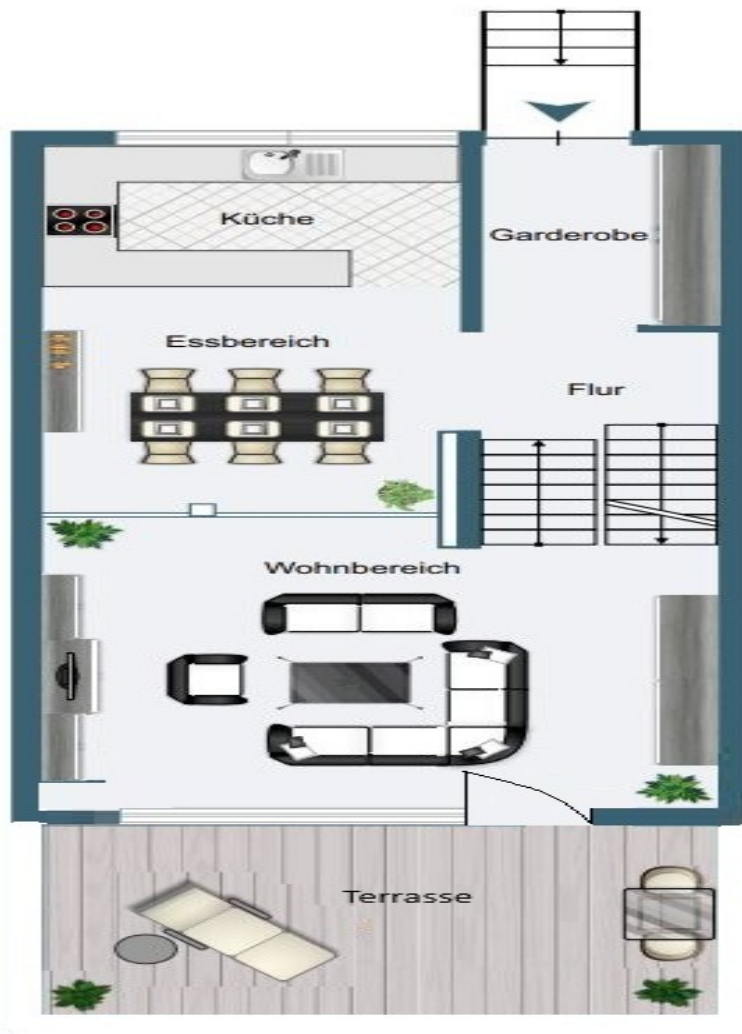 Küche
Garderobe
Essbereich
Flur
Wohnbereich
Terrasse